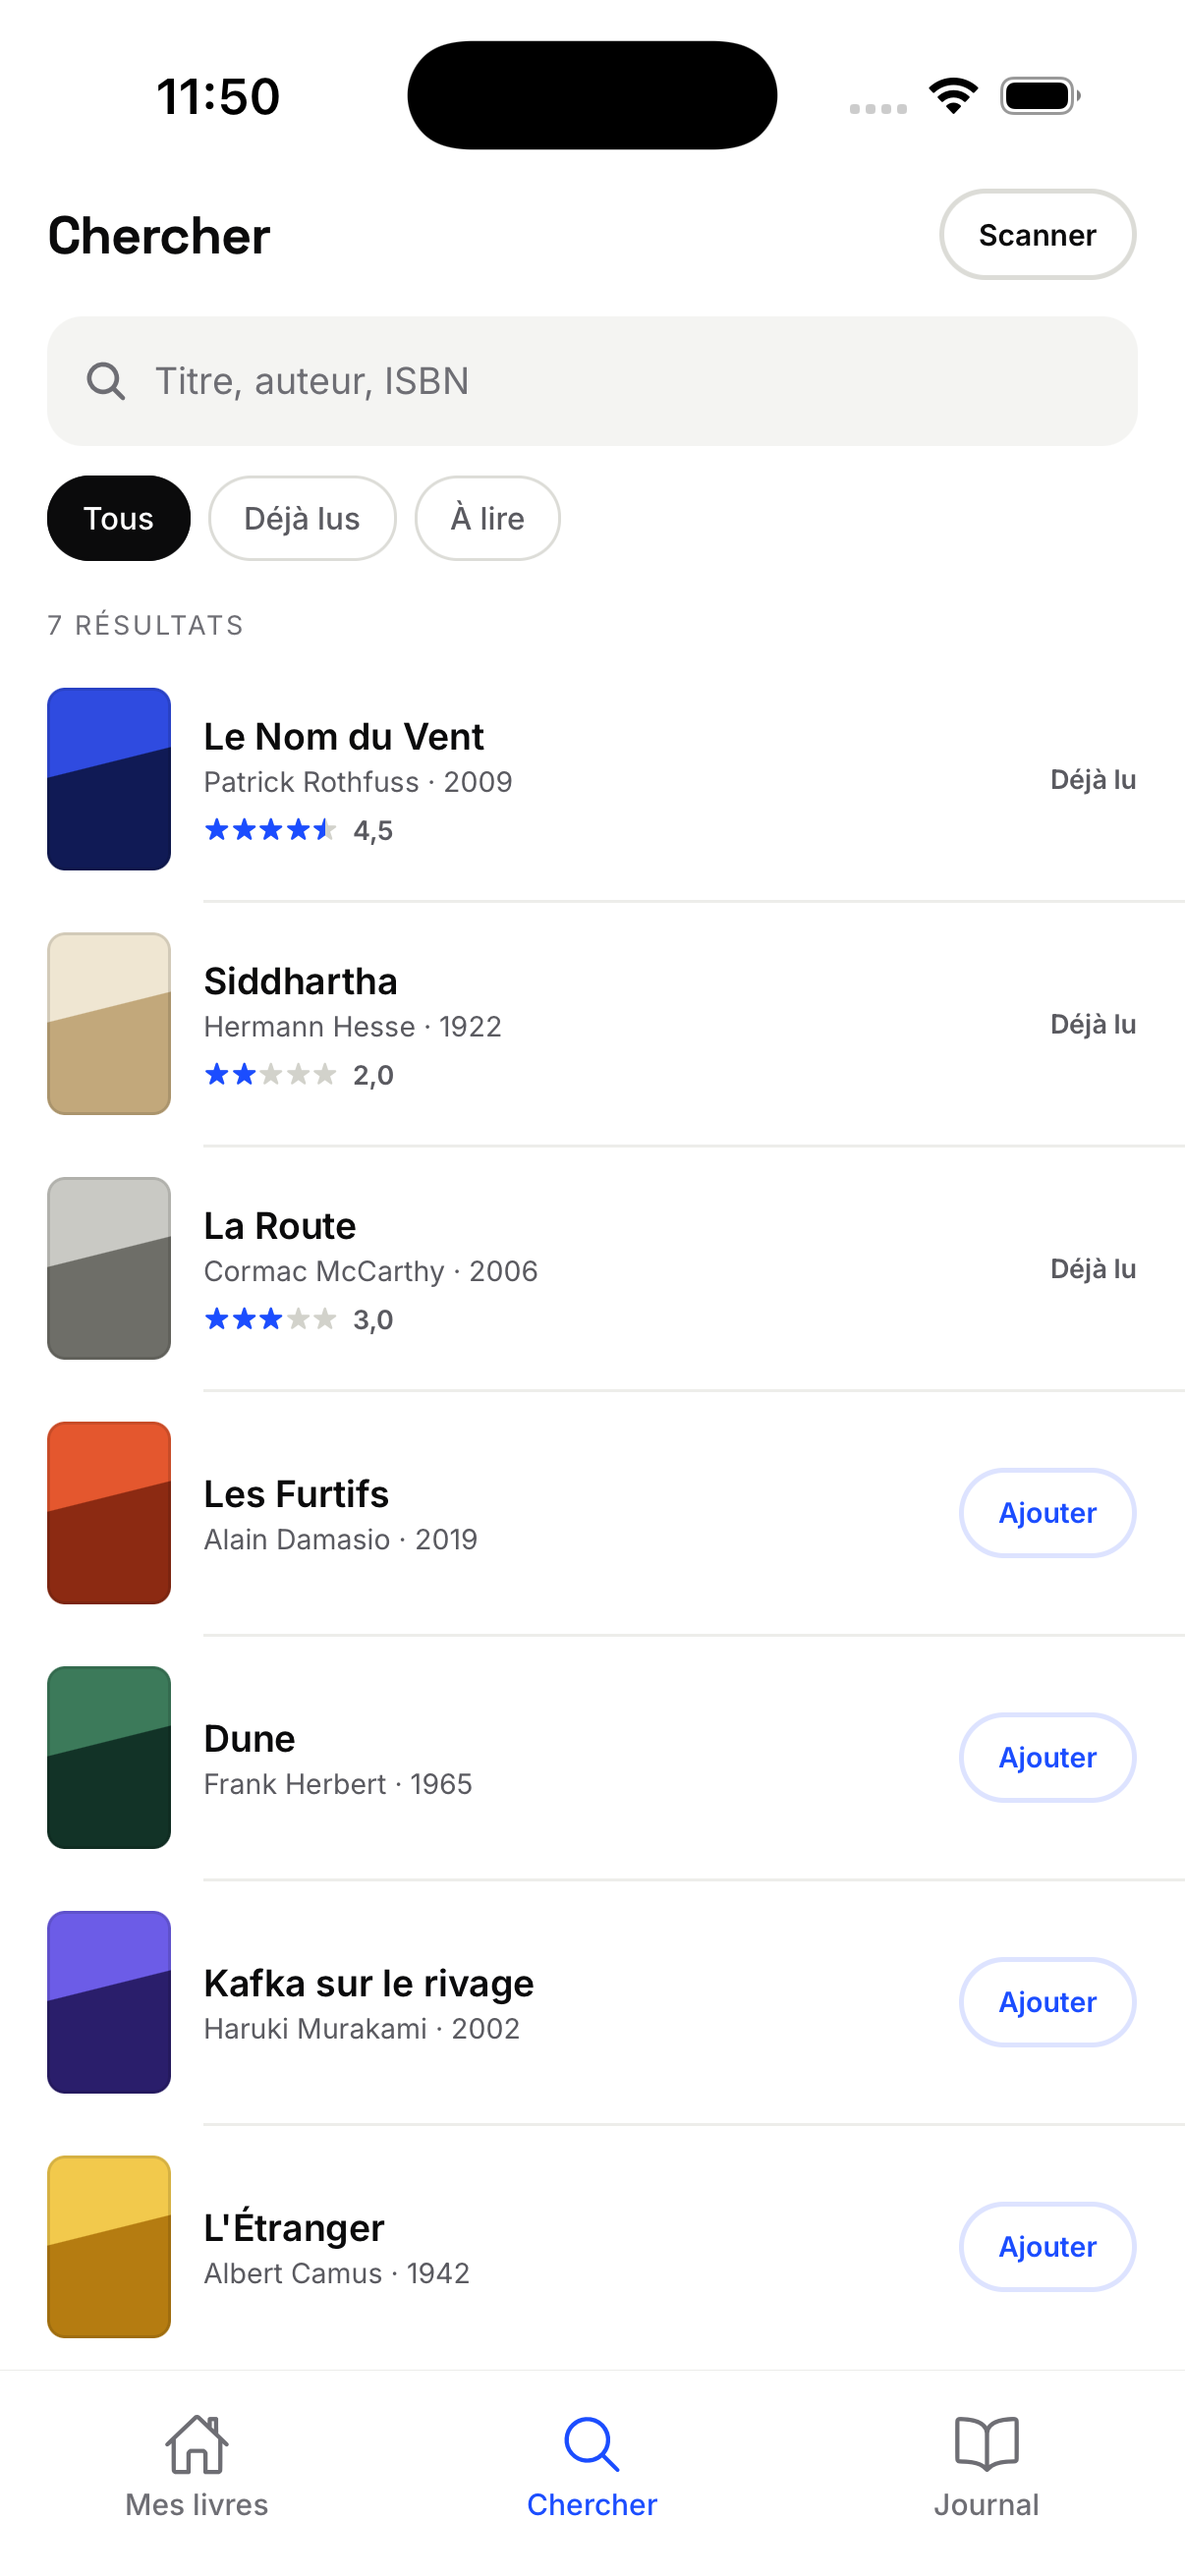 11:50
Chercher
Scanner
Titre, auteur, ISBN
Tous
Déjà lus
À lire
7 RÉSULTATS
Le Nom du Vent
Patrick Rothfuss · 2009
4,5
Déjà lu
Siddhartha
Hermann Hesse · 1922
2,0
Déjà lu
La Route
Cormac McCarthy · 2006
3,0
Déjà lu
Les Furtifs
Alain Damasio · 2019
Ajouter
Dune
Frank Herbert · 1965
Ajouter
Kafka sur le rivage
Haruki Murakami · 2002
Ajouter
L'Étranger
Albert Camus · 1942
Ajouter
Mes livres
Chercher
Journal